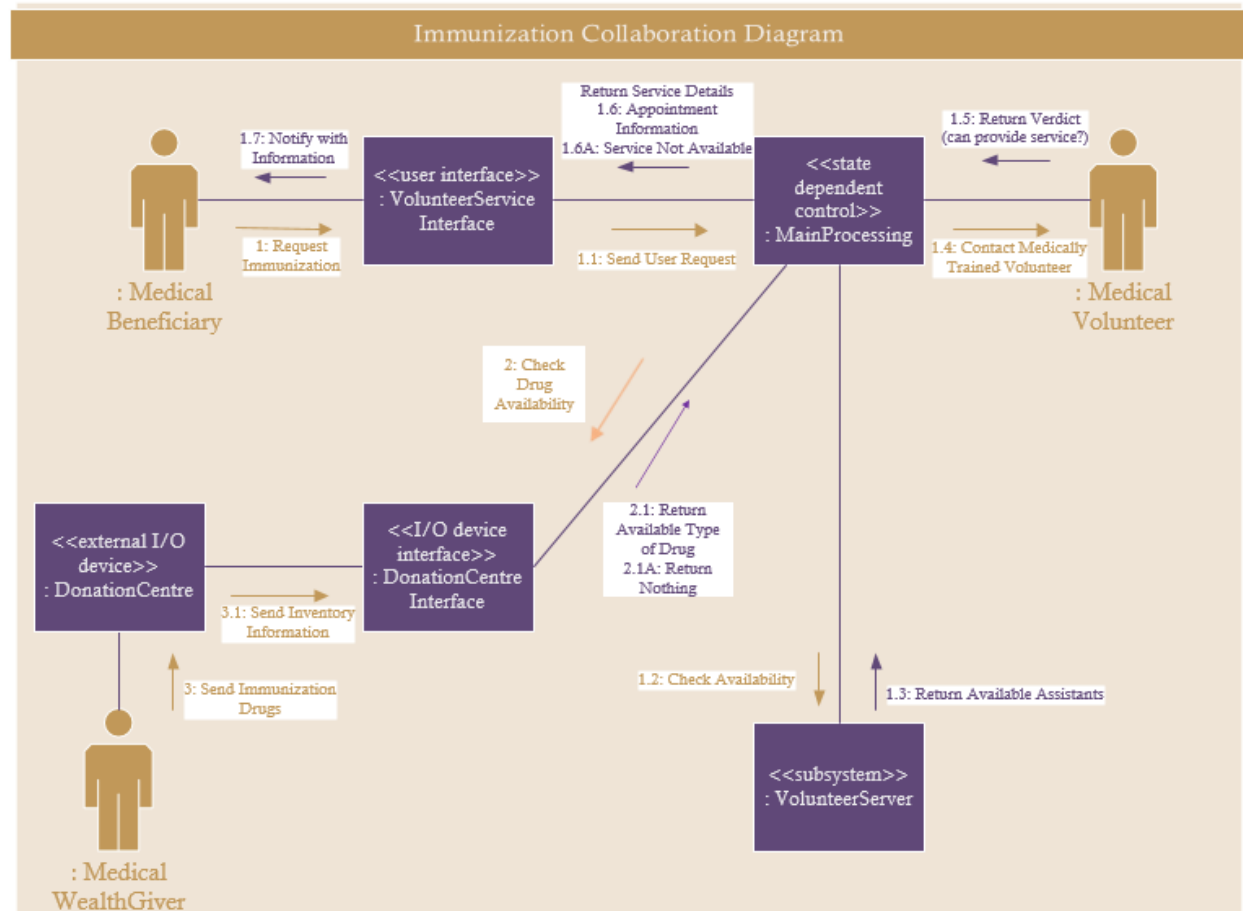 Immunization Collaboration Diagram
Return Service Details
1.6: Appointment
Information
1.6A: Service Not Available
1.7: Notify with
Information
1.5: Return Verdict
(can provide service?)
<<user interface>>
: VolunteerService
Interface
<<state
dependent
control>>
: MainProcessing
1: Request
Immunization
1.1: Send User Request
1.4: Contact Medically
Trained Volunteer
: Medical
Beneficiary
: Medical
Volunteer
2: Check
Drug
Availability
2.1: Return
Available Type
of Drug
2.1A: Return
Nothing
<<external I/O
device>>
: DonationCentre
<<I/O device
interface>>
: DonationCentre
Interface
3.1: Send Inventory
Information
3: Send Immunization
Drugs
1.2: Check Availability
1.3: Return Available Assistants
<<subsystem>>
: VolunteerServer
: Medical
WealthGiver